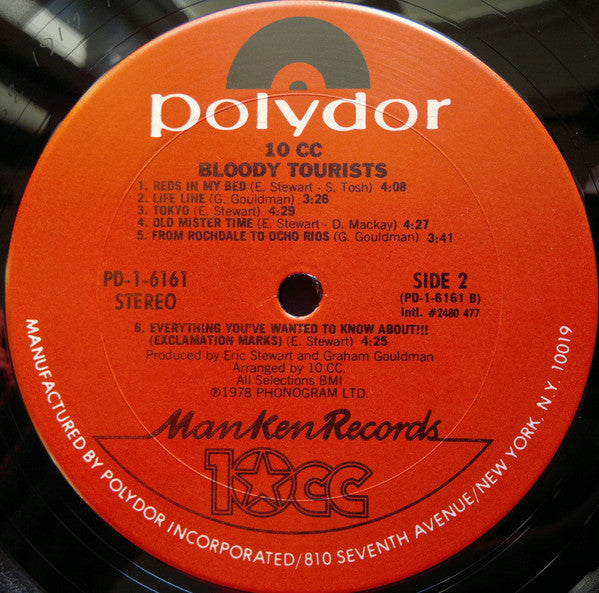 polydor
10 CC
BLOODY TOURISTS
1. REDS IN MY BED (E. Stewart - S. Tosh) 4:08
2. LIFE LINE (G. Gouldman) 3:26
3. TOKYO (E. Stewart) 4:29
4. OLD MISTER TIME (E. Stewart - D. Mackay) 4:27
5. FROM ROCHDALE TO OCHO RIOS (G. Gouldman) 3:41
PD-1-6161
STEREO
SIDE 2
(PD-1-6161 B)
Intl. #2480 477
6. EVERYTHING YOU'VE WANTED TO KNOW ABOUT!!!
(EXCLAMATION MARKS) (E. Stewart) 4:25
Produced by Eric Stewart and Graham Gouldman
Arranged by 10 CC.
All Selections BMI
℗1978 PHONOGRAM LTD.
ManKen Records
10CC
MANUFACTURED BY POLYDOR INCORPORATED/810 SEVENTH AVENUE/NEW YORK, N.Y. 10019